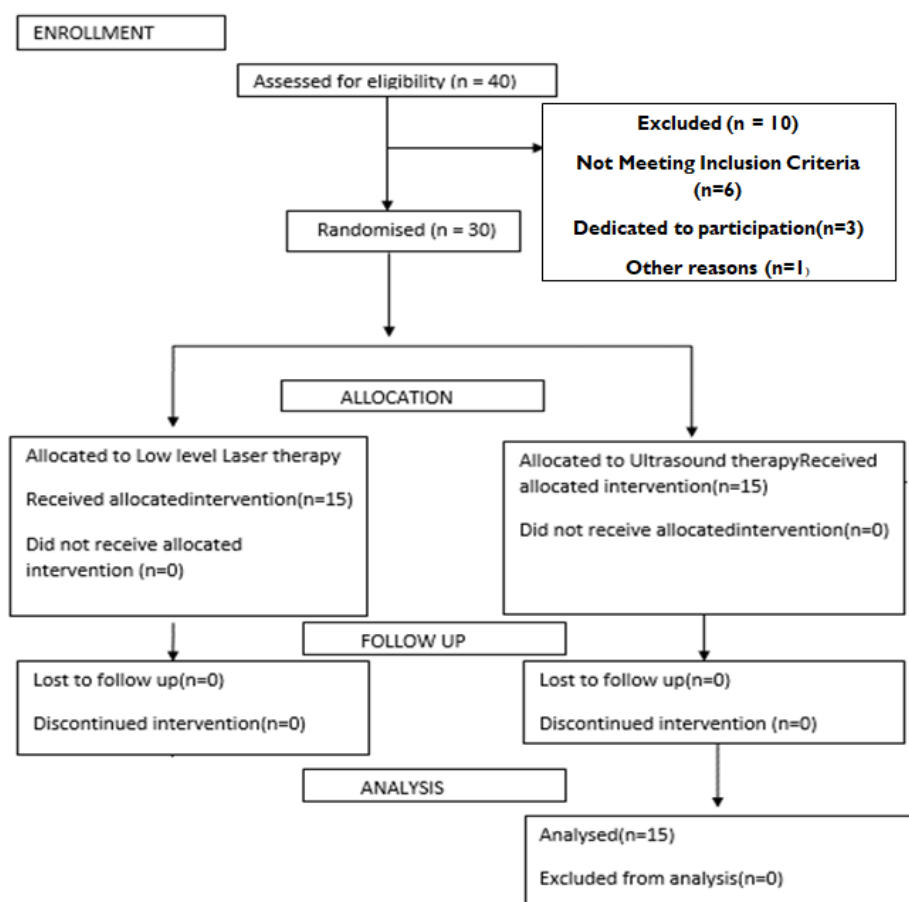 ENROLLMENT
Assessed for eligibility (n = 40)
Excluded (n = 10)
Not Meeting Inclusion Criteria
(n=6)
Dedicated to participation(n=3)
Other reasons (n=1)
Randomised (n = 30)
ALLOCATION
Allocated to Low level Laser therapy
Received allocatedintervention(n=15)
Did not receive allocated
intervention (n=0)
Allocated to Ultrasound therapyReceived
allocated intervention(n=15)
Did not receive allocatedintervention(n=0)
FOLLOW UP
Lost to follow up(n=0)
Discontinued intervention(n=0)
Lost to follow up(n=0)
Discontinued intervention (n=0)
ANALYSIS
Analysed(n=15)
Excluded from analysis(n=0)